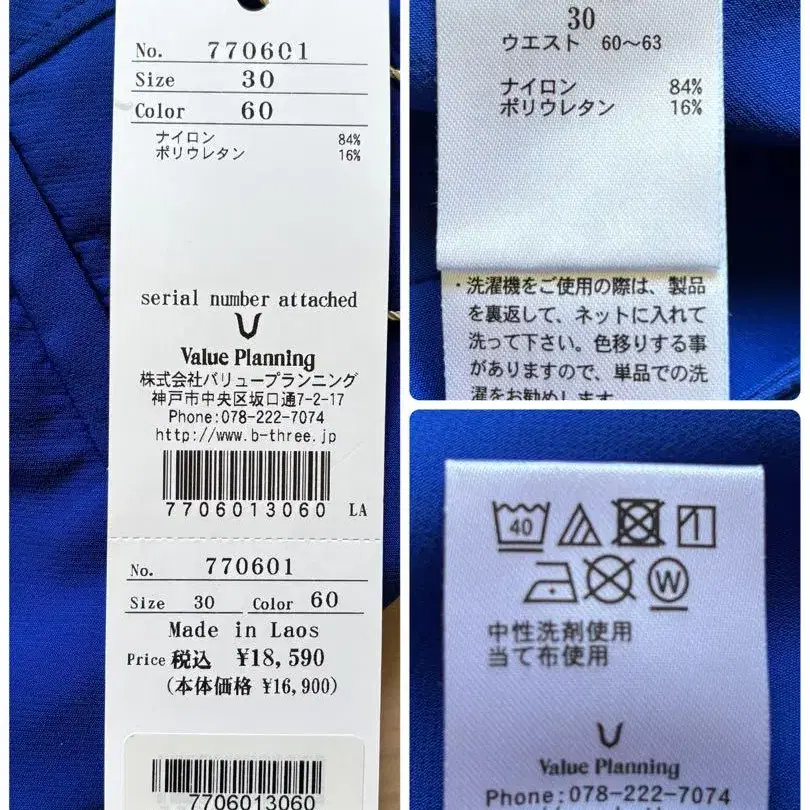 No. 770601
Size 30
Color 60
ナイロン 84%
ポリウレタン 16%
serial number attached
Value Planning
株式会社バリュープランニング
神戸市中央区坂口通7-2-17
Phone:078-222-7074
http://www.b-three.jp
7706013060 LA
No. 770601
Size 30 Color 60
Made in Laos
Price 税込 ¥18,590
(本体価格 ¥16,900)
7706013060
30
ウエスト 60〜63
ナイロン 84%
ポリウレタン 16%
・洗濯機をご使用の際は、製品
を裏返して、ネットに入れて
洗って下さい。色移りする事
がありますので、単品での洗
濯をお勧めします
40
W
中性洗剤使用
当て布使用
Value Planning
Phone:078-222-7074